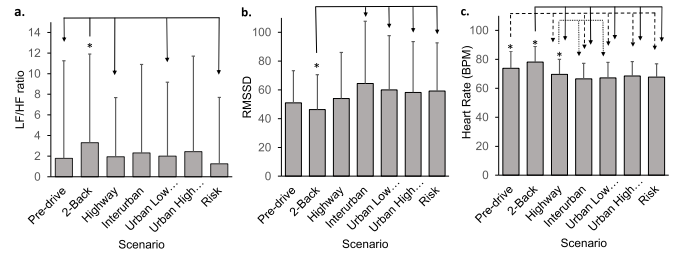 a.
*
14
12
10
8
6
4
2
0
LF/HF ratio
Pre-drive
2-Back
Highway
Interurban
Urban Low...
Urban High...
Risk
Scenario
b.
*
100
80
60
40
20
0
RMSSD
Pre-drive
2-Back
Highway
Interurban
Urban Low...
Urban High...
Risk
Scenario
c.
* * *
100
80
60
40
20
0
Heart Rate (BPM)
Pre-drive
2-Back
Highway
Interurban
Urban Low...
Urban High...
Risk
Scenario